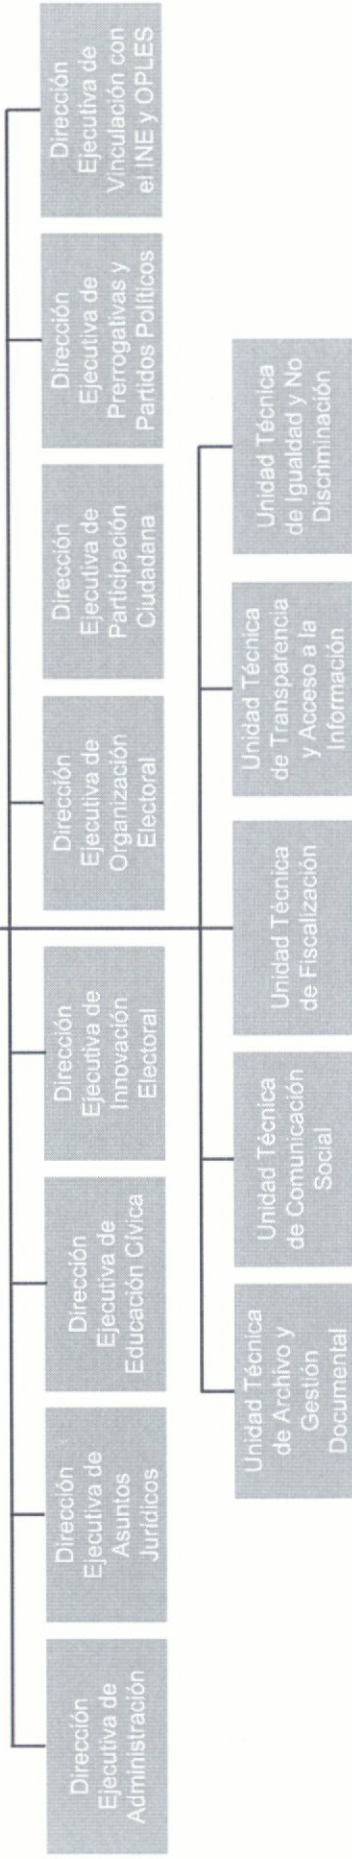 Dirección
Ejecutiva de
Administración
Dirección
Ejecutiva de
Asuntos
Jurídicos
Dirección
Ejecutiva de
Educación Cívica
Dirección
Ejecutiva de
Innovación
Electoral
Dirección
Ejecutiva de
Organización
Electoral
Dirección
Ejecutiva de
Participación
Ciudadana
Dirección
Ejecutiva de
Prerrogativas y
Partidos Políticos
Dirección
Ejecutiva de
Vinculación con
el INE y OPLES
Unidad Técnica
de Archivo y
Gestión
Documental
Unidad Técnica
de Comunicación
Social
Unidad Técnica
de Fiscalización
Unidad Técnica
de Transparencia
y Acceso a la
Información
Unidad Técnica
de Igualdad y No
Discriminación